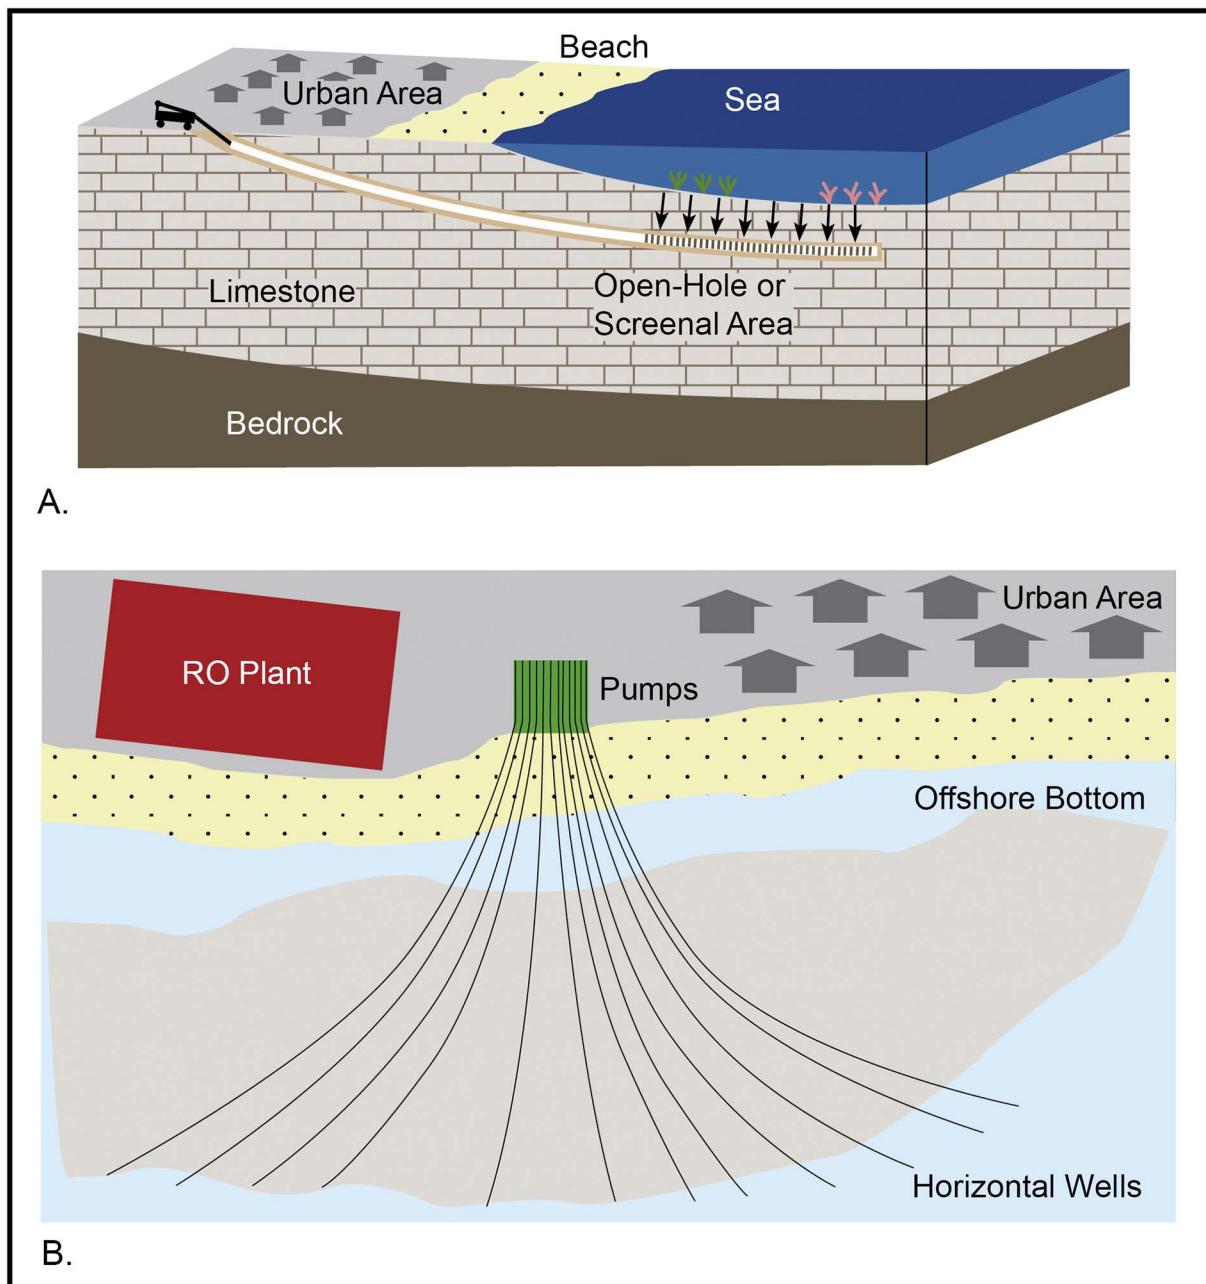 Beach
Urban Area
Sea
Limestone
Open-Hole or
Screenal Area
Bedrock
A.
Urban Area
RO Plant
Pumps
Offshore Bottom
Horizontal Wells
B.